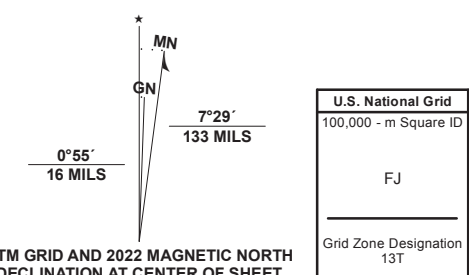 MN
GN
7°29´
133 MILS
0°55´
16 MILS
TM GRID AND 2022 MAGNETIC NORTH
DECLINATION AT CENTER OF SHEET
U.S. National Grid
100,000 - m Square ID
FJ
Grid Zone Designation
13T